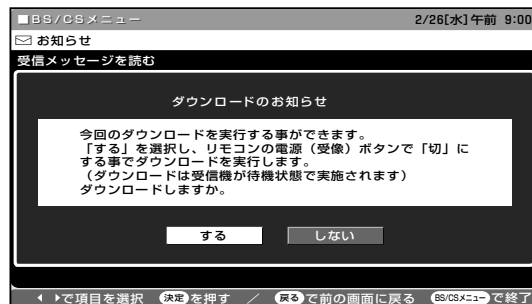 ■BS/CSメニュー 2/26[水]午前 9:00
お知らせ
受信メッセージを読む
ダウンロードのお知らせ
今回のダウンロードを実行する事ができます。
「する」を選択し、リモコンの電源（受像）ボタンで「切」に
する事でダウンロードを実行します。
（ダウンロードは受信機が待機状態で実施されます）
ダウンロードしますか。
する しない
で項目を選択 決定を押す ／ 戻るで前の画面に戻る BS/CSメニューで終了